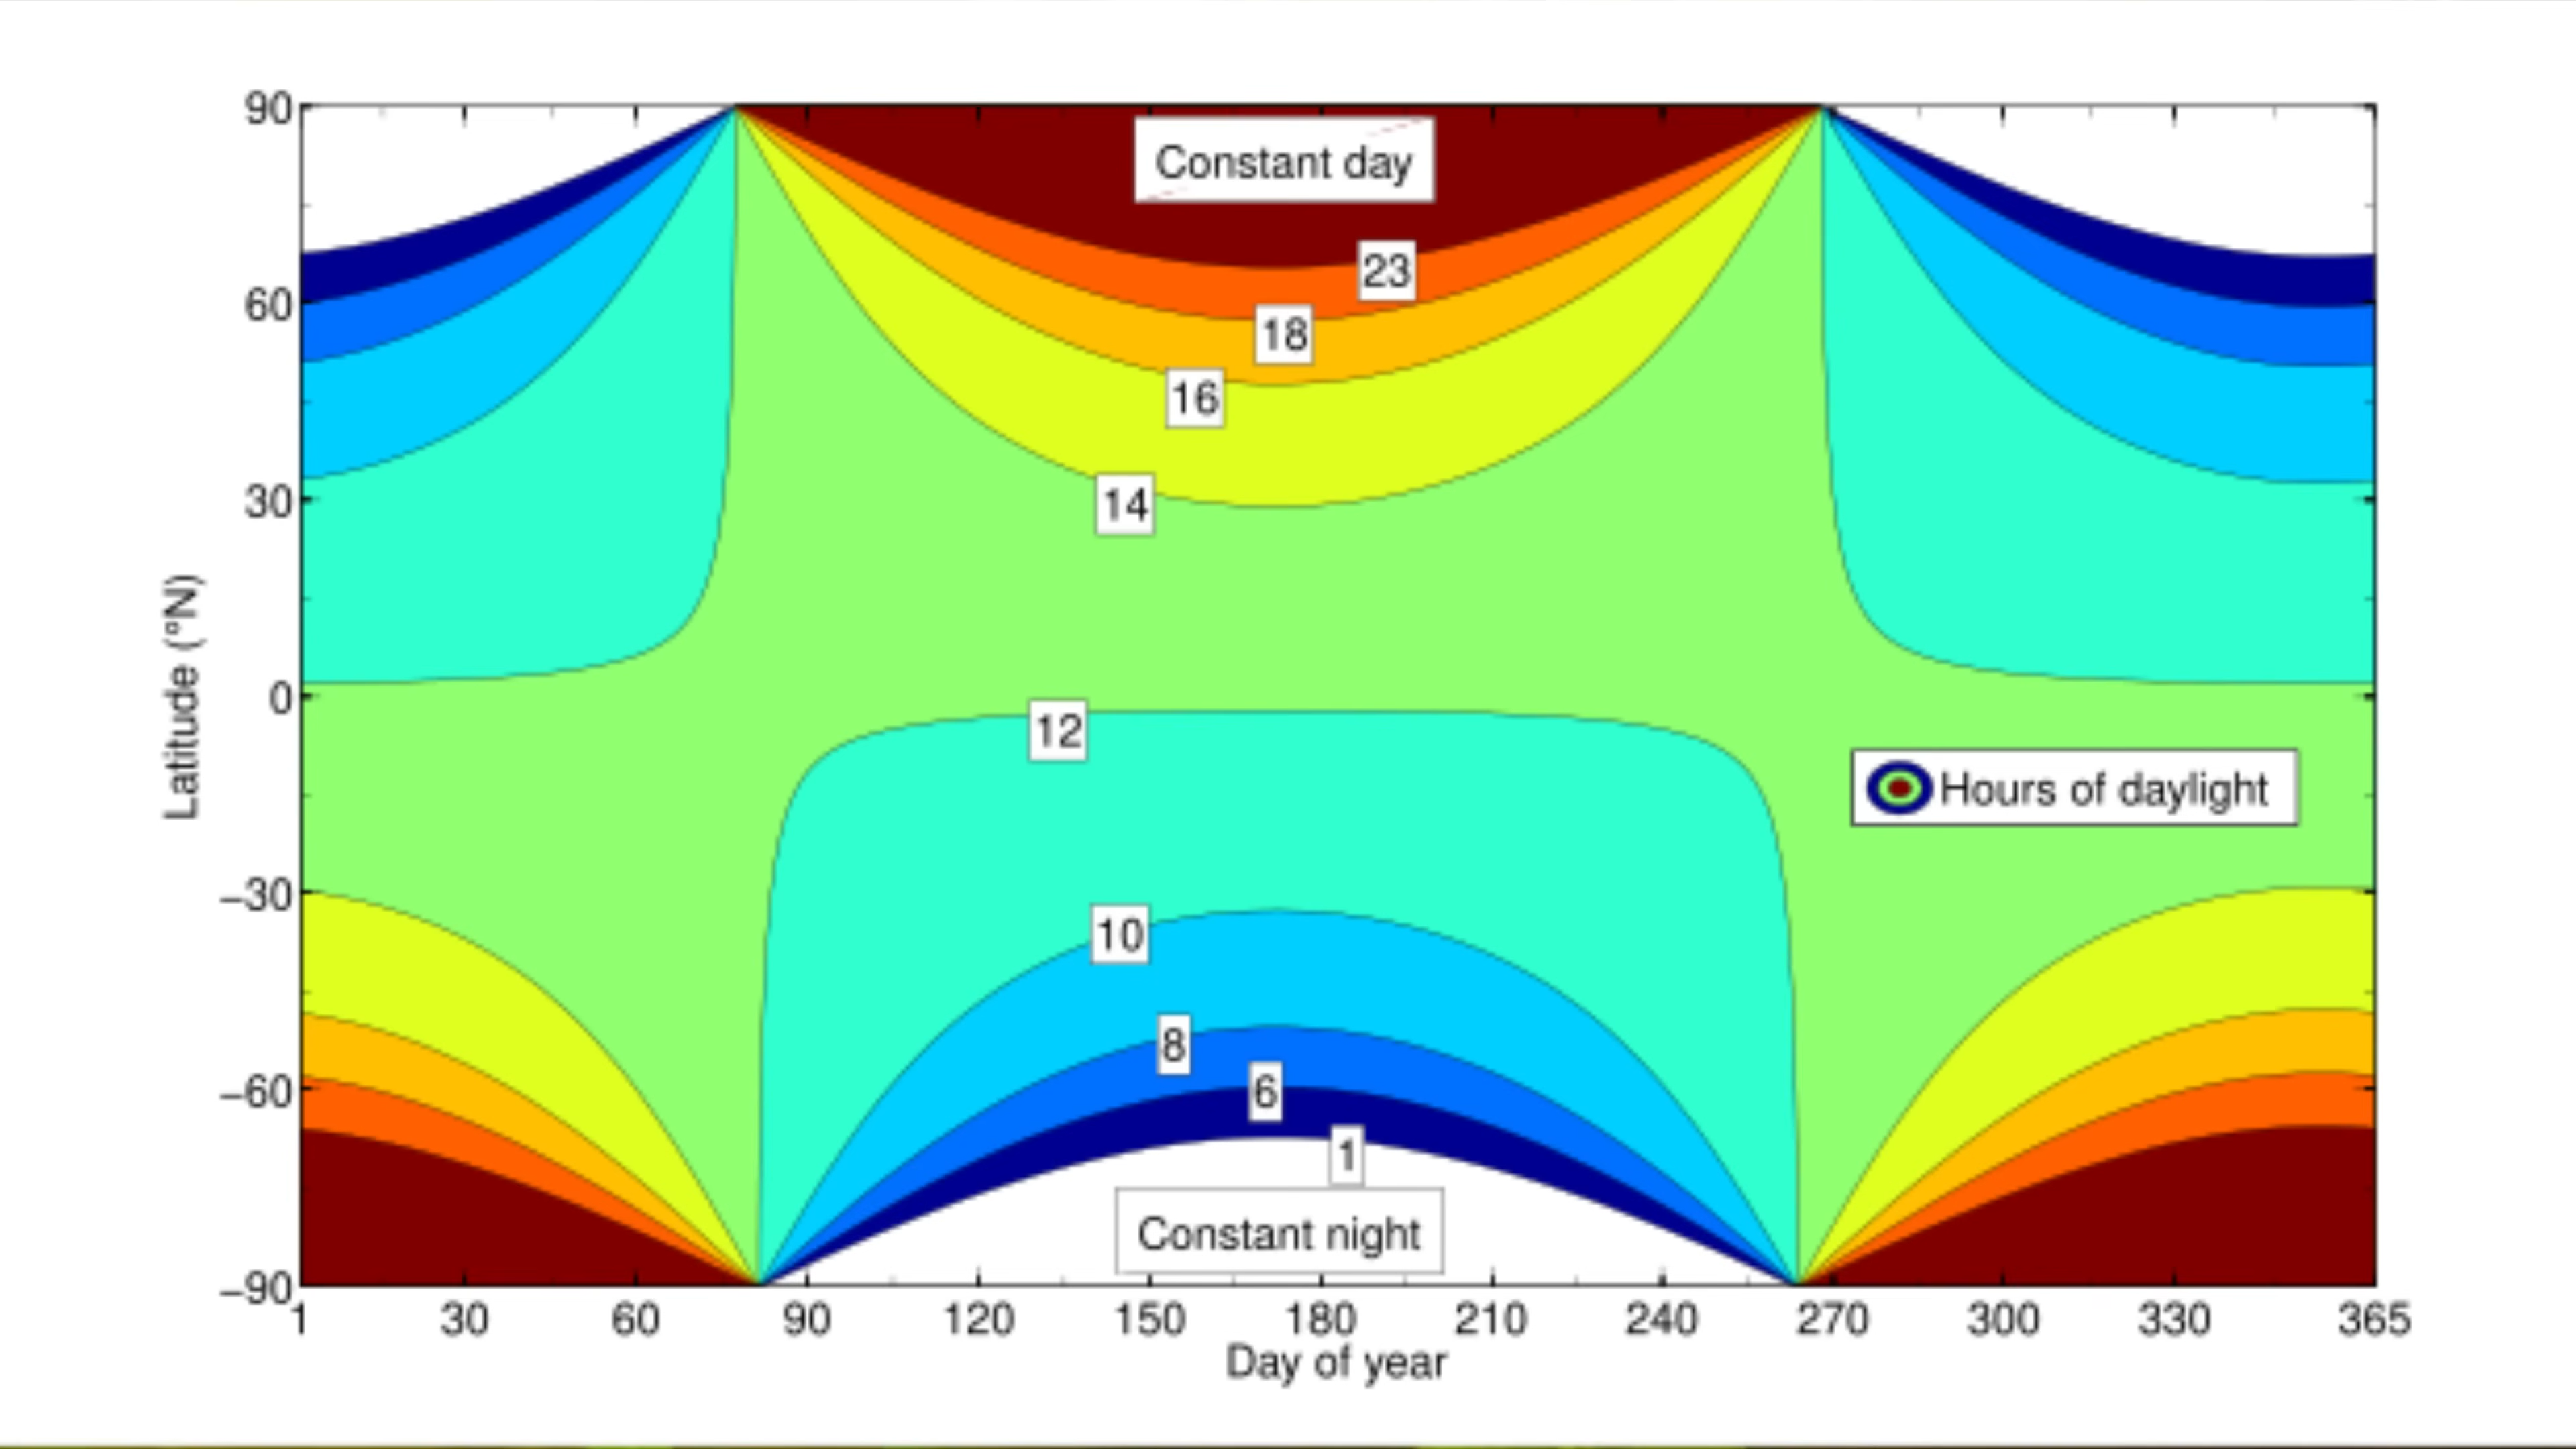 90
Constant day
23
60
18
16
30
14
Latitude (°N)
0
12
Hours of daylight
−30
10
8
−60
6
1
Constant night
−90
1 30 60 90 120 150 180 210 240 270 300 330 365
Day of year